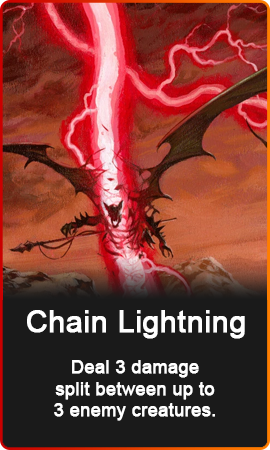 Chain Lightning
Deal 3 damage
split between up to
3 enemy creatures.